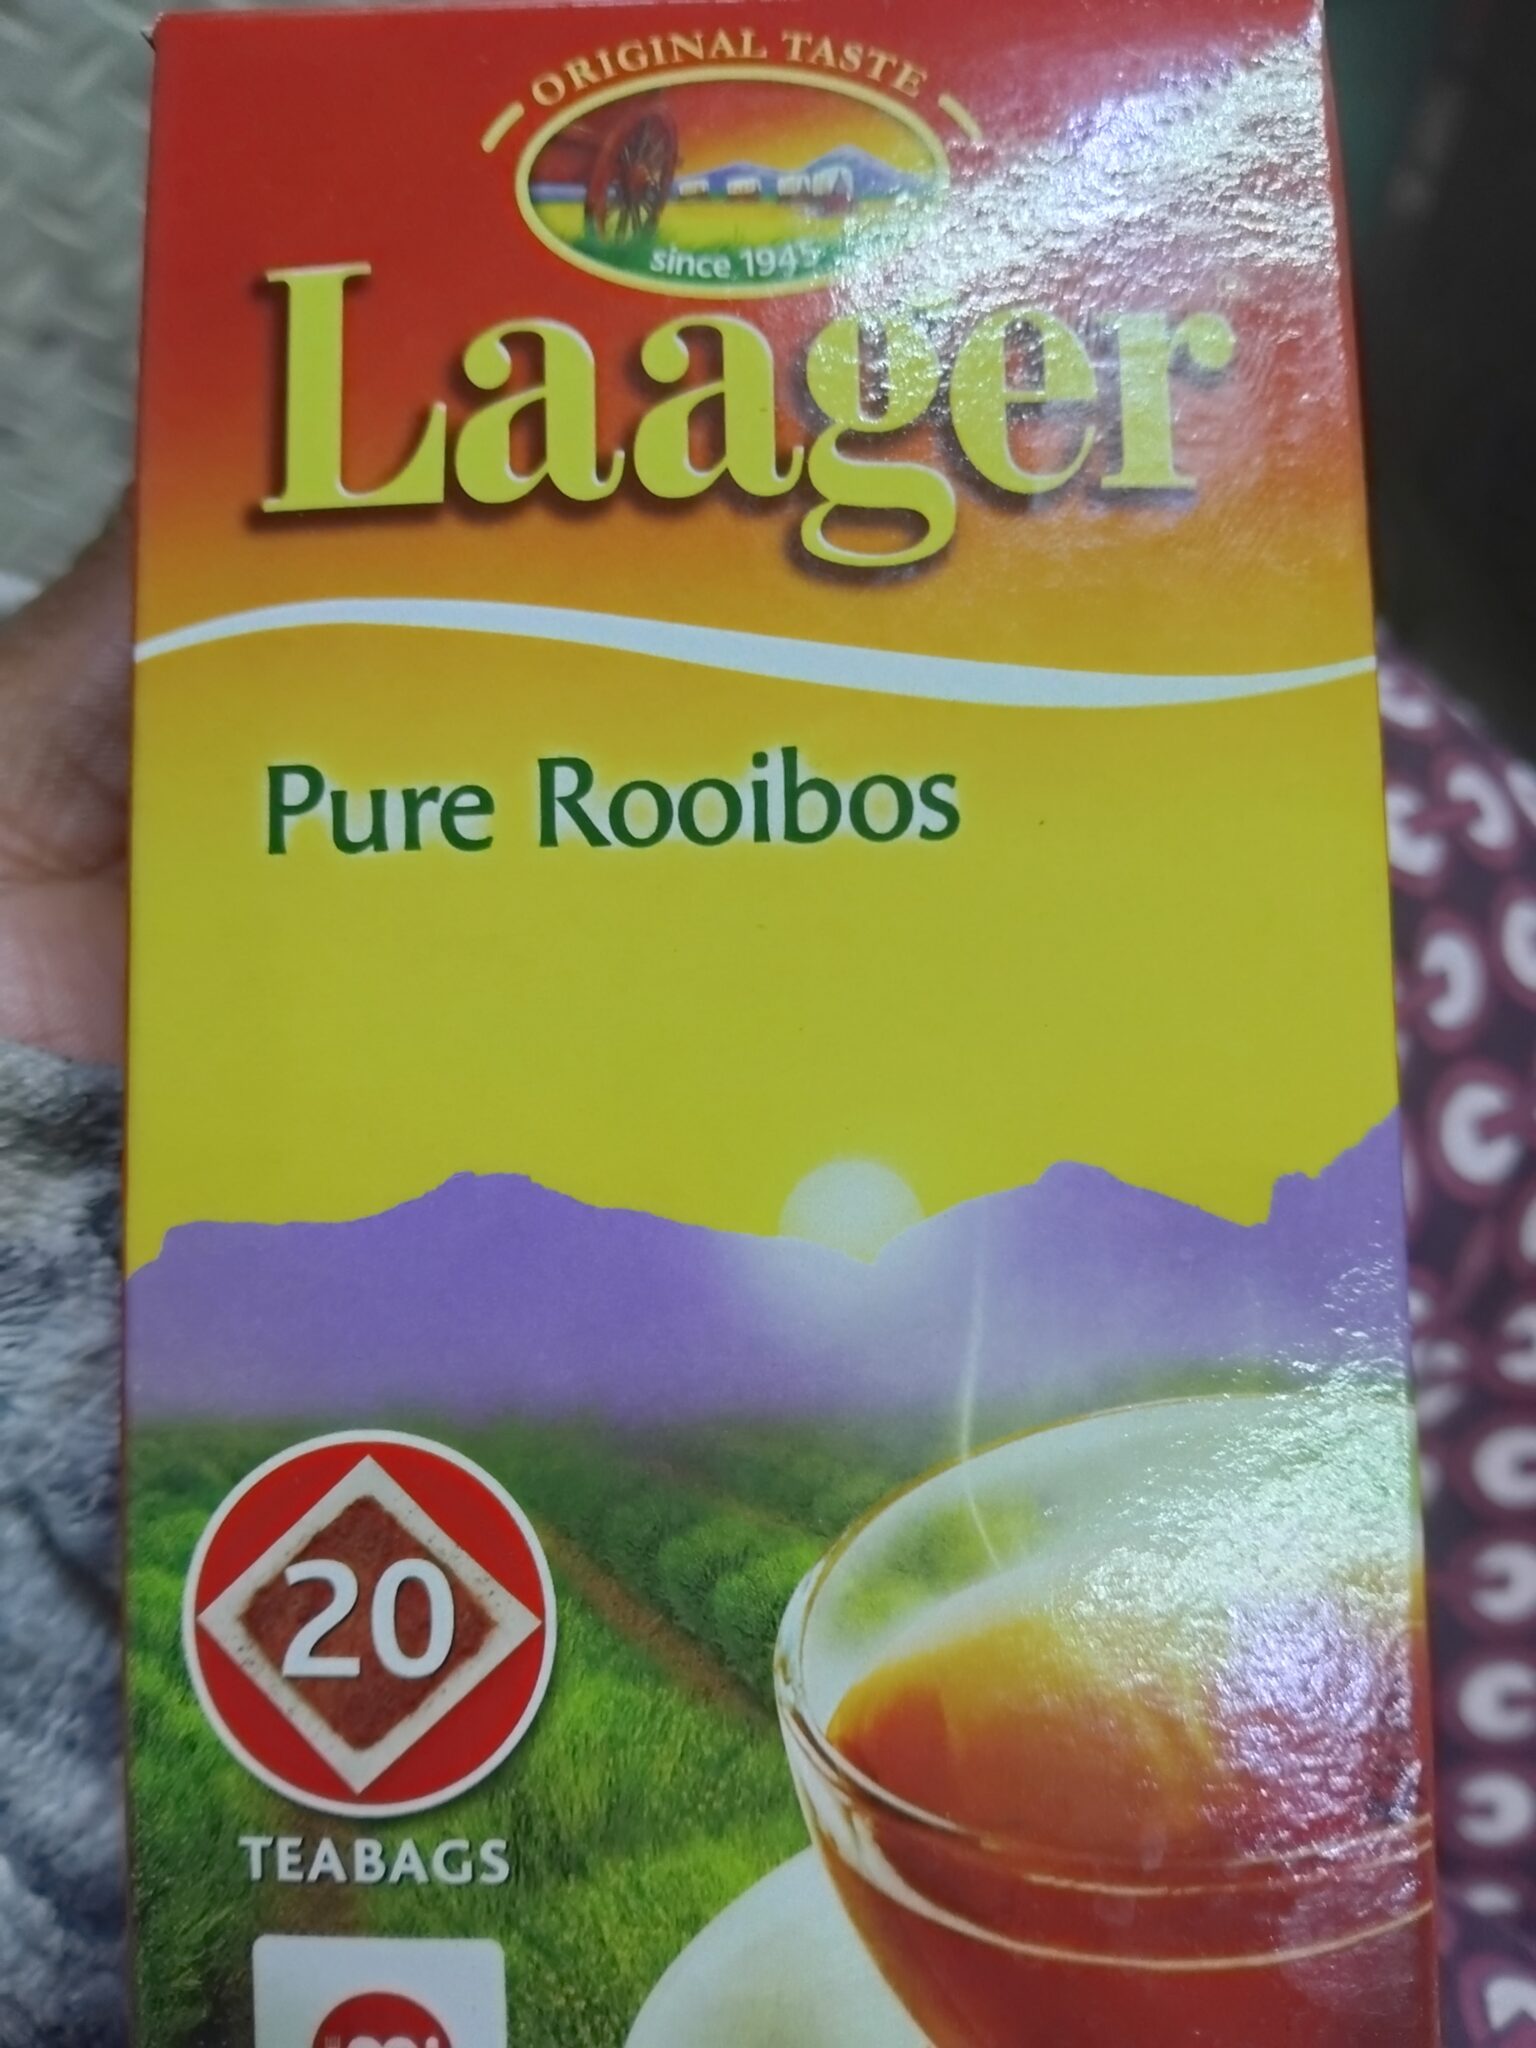 ORIGINAL TASTE
since 1945
Laager
Pure Rooibos
20
TEABAGS